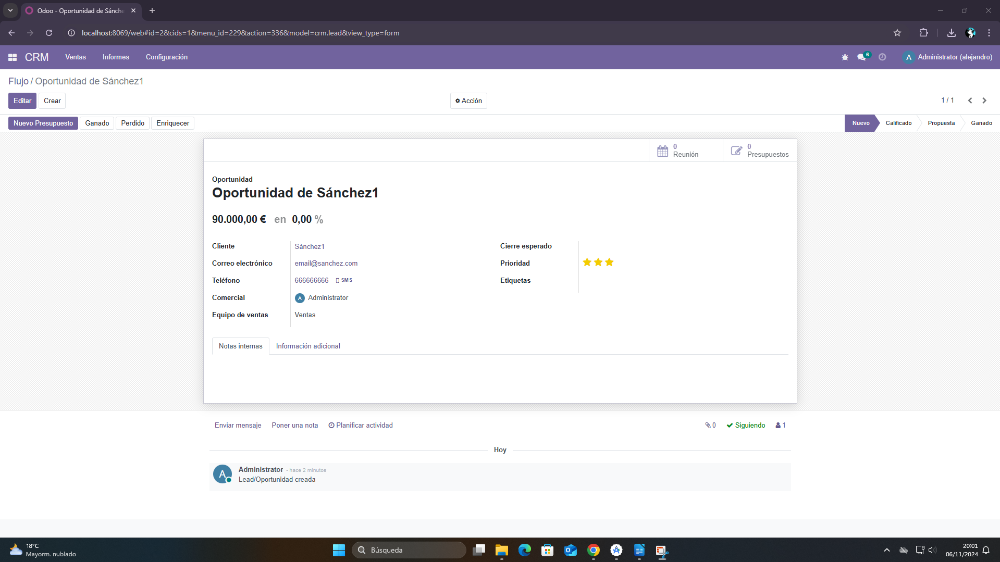 Odoo - Oportunidad de Sánche
localhost:8069/web#id=2&cids=1&menu_id=229&action=336&model=crm.lead&view_type=form
CRM Ventas Informes Configuración 6 A Administrator (alejandro)
Flujo / Oportunidad de Sánchez1
Editar Crear Acción 1 / 1
Nuevo Presupuesto Ganado Perdido Enriquecer Nuevo Calificado Propuesta Ganado
0 Reunión
0 Presupuestos
Oportunidad
Oportunidad de Sánchez1
90.000,00 € en 0,00 %
Cliente Sánchez1
Correo electrónico email@sanchez.com
Teléfono 666666666 SMS
Comercial A Administrator
Equipo de ventas Ventas
Cierre esperado
Prioridad
Etiquetas
Notas internas Información adicional
Enviar mensaje Poner una nota Planificar actividad 0 Siguiendo 1
Hoy
A Administrator - hace 2 minutos
Lead/Oportunidad creada
18°C
Mayorm. nublado
Búsqueda
20:01
06/11/2024